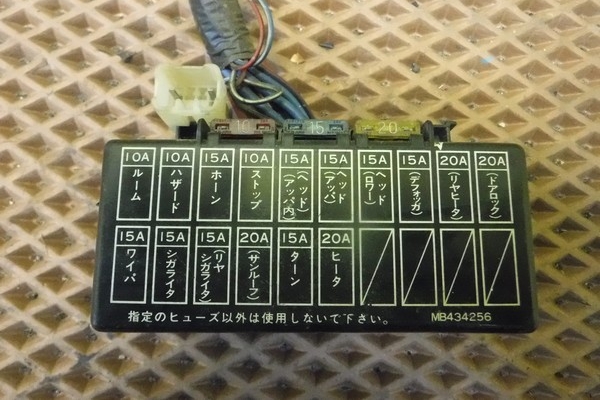 10 15 20
10A 10A 15A 10A 15A 15A 15A 15A 20A 20A
ルーム ハザード ホーン ストップ (ヘッド)(アッパ内) ヘッド(アッパ) ヘッド(ロワー) (デフォッガ) (リヤヒータ) (ドアロック)
15A 15A 15A 20A 15A 20A
ワイパ シガライタ (リヤシガライタ) (サンルーフ) ターン ヒータ
指定のヒューズ以外は使用しないで下さい。 MB434256